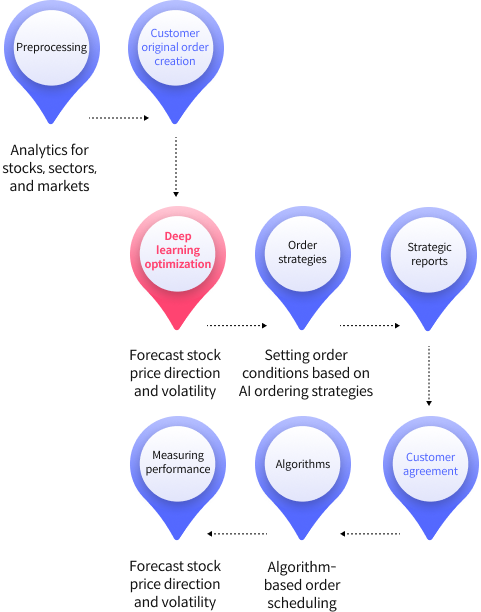 Preprocessing
Customer
original order
creation
Analytics for
stocks, sectors,
and markets
Deep
learning
optimization
Order
strategies
Strategic
reports
Forecast stock
price direction
and volatility
Setting order
conditions based on
AI ordering strategies
Measuring
performance
Algorithms
Customer
agreement
Forecast stock
price direction
and volatility
Algorithm-
based order
scheduling